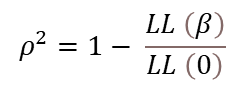 ρ² = 1 − LL (β) / LL (0)